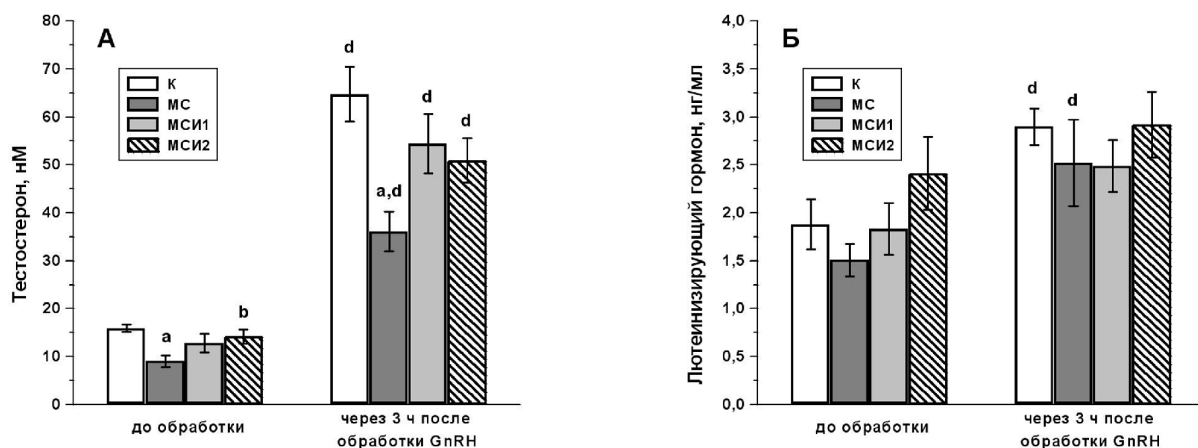 А
Тестостерон, нМ
80
70
60
50
40
30
20
10
0
К
МС
МСИ1
МСИ2
a
b
d
a,d
d
d
до обработки
через 3 ч после
обработки GnRH
Б
Лютеинизирующий гормон, нг/мл
4,0
3,5
3,0
2,5
2,0
1,5
1,0
0,5
0,0
К
МС
МСИ1
МСИ2
d
d
до обработки
через 3 ч после
обработки GnRH